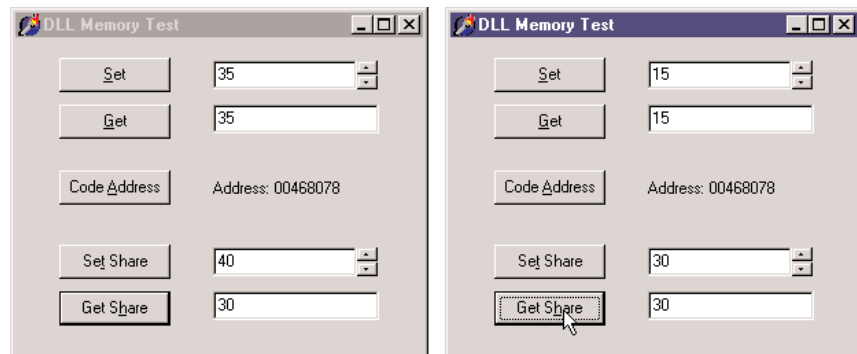 DLL Memory Test
Set 35
Get 35
Code Address Address: 00468078
Set Share 40
Get Share 30
DLL Memory Test
Set 15
Get 15
Code Address Address: 00468078
Set Share 30
Get Share 30